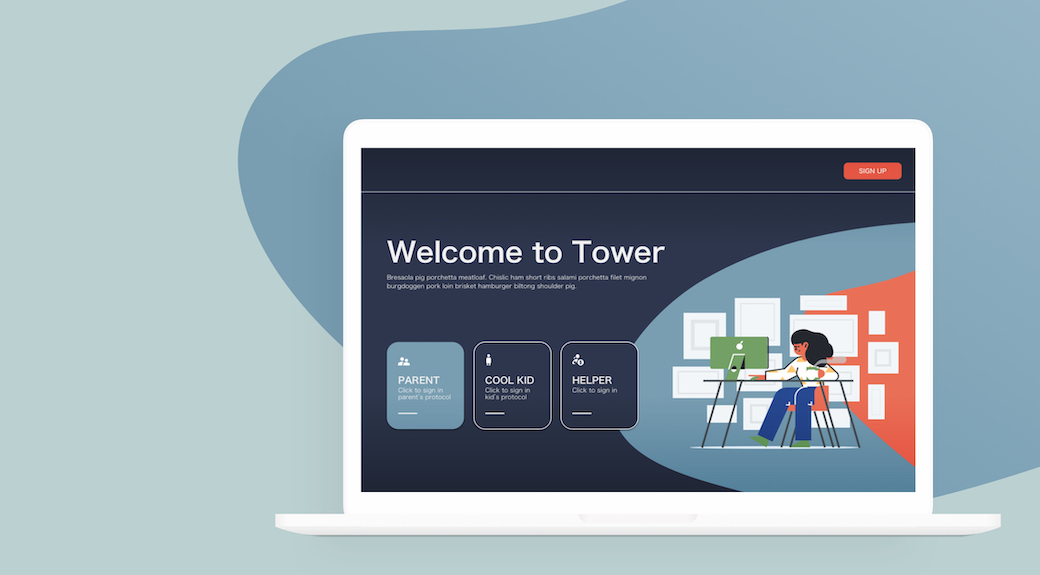 SIGN UP
Welcome to Tower
Bresaola pig porchetta meatloaf. Chislic ham short ribs salami porchetta filet mignon
burgdoggen pork loin brisket hamburger biltong shoulder pig.
PARENT
Click to sign in
parent's protocol
COOL KID
Click to sign in
kid's protocol
HELPER
Click to sign in